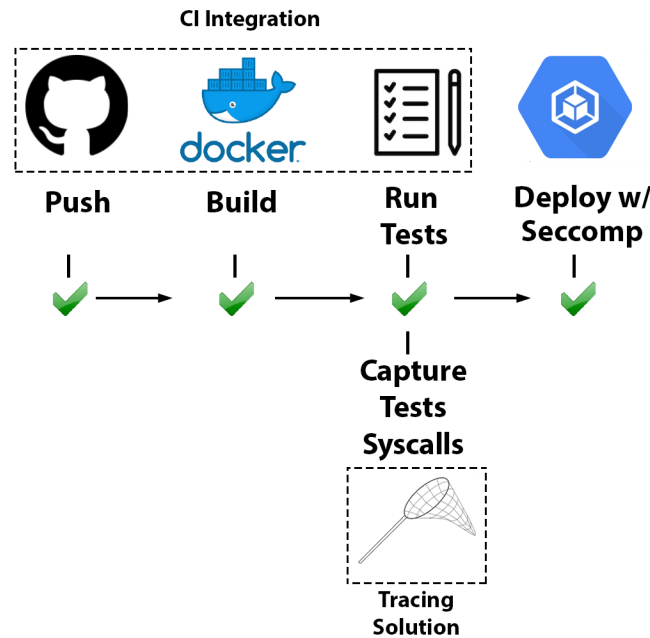 CI Integration
docker
Push
Build
Run
Tests
Deploy w/
Seccomp
Capture
Tests
Syscalls
Tracing
Solution